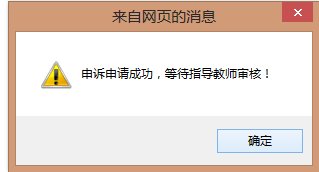 来自网页的消息
申诉申请成功，等待指导教师审核！
确定